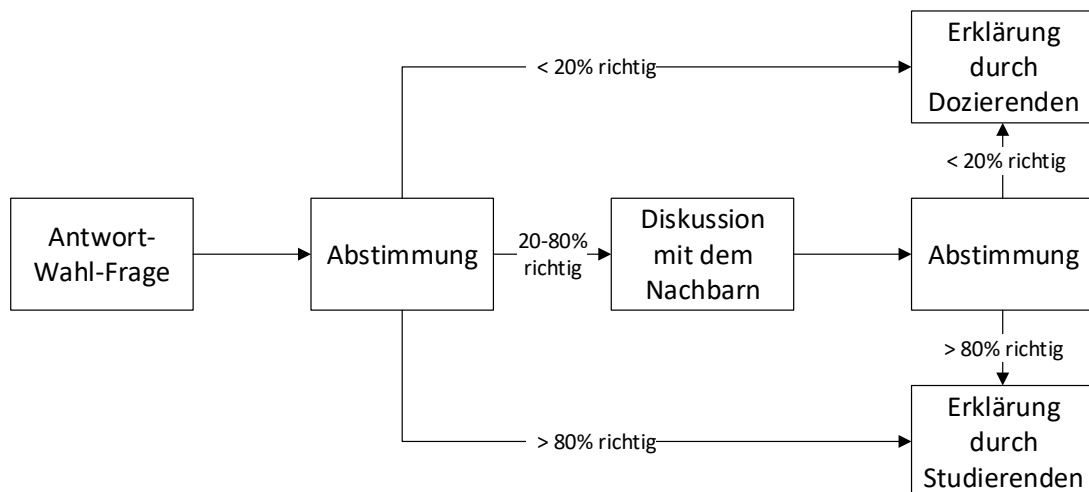 Erklärung
durch
Dozierenden
< 20% richtig
< 20% richtig
Antwort-
Wahl-Frage
Abstimmung
20-80%
richtig
Diskussion
mit dem
Nachbarn
Abstimmung
> 80% richtig
> 80% richtig
Erklärung
durch
Studierenden